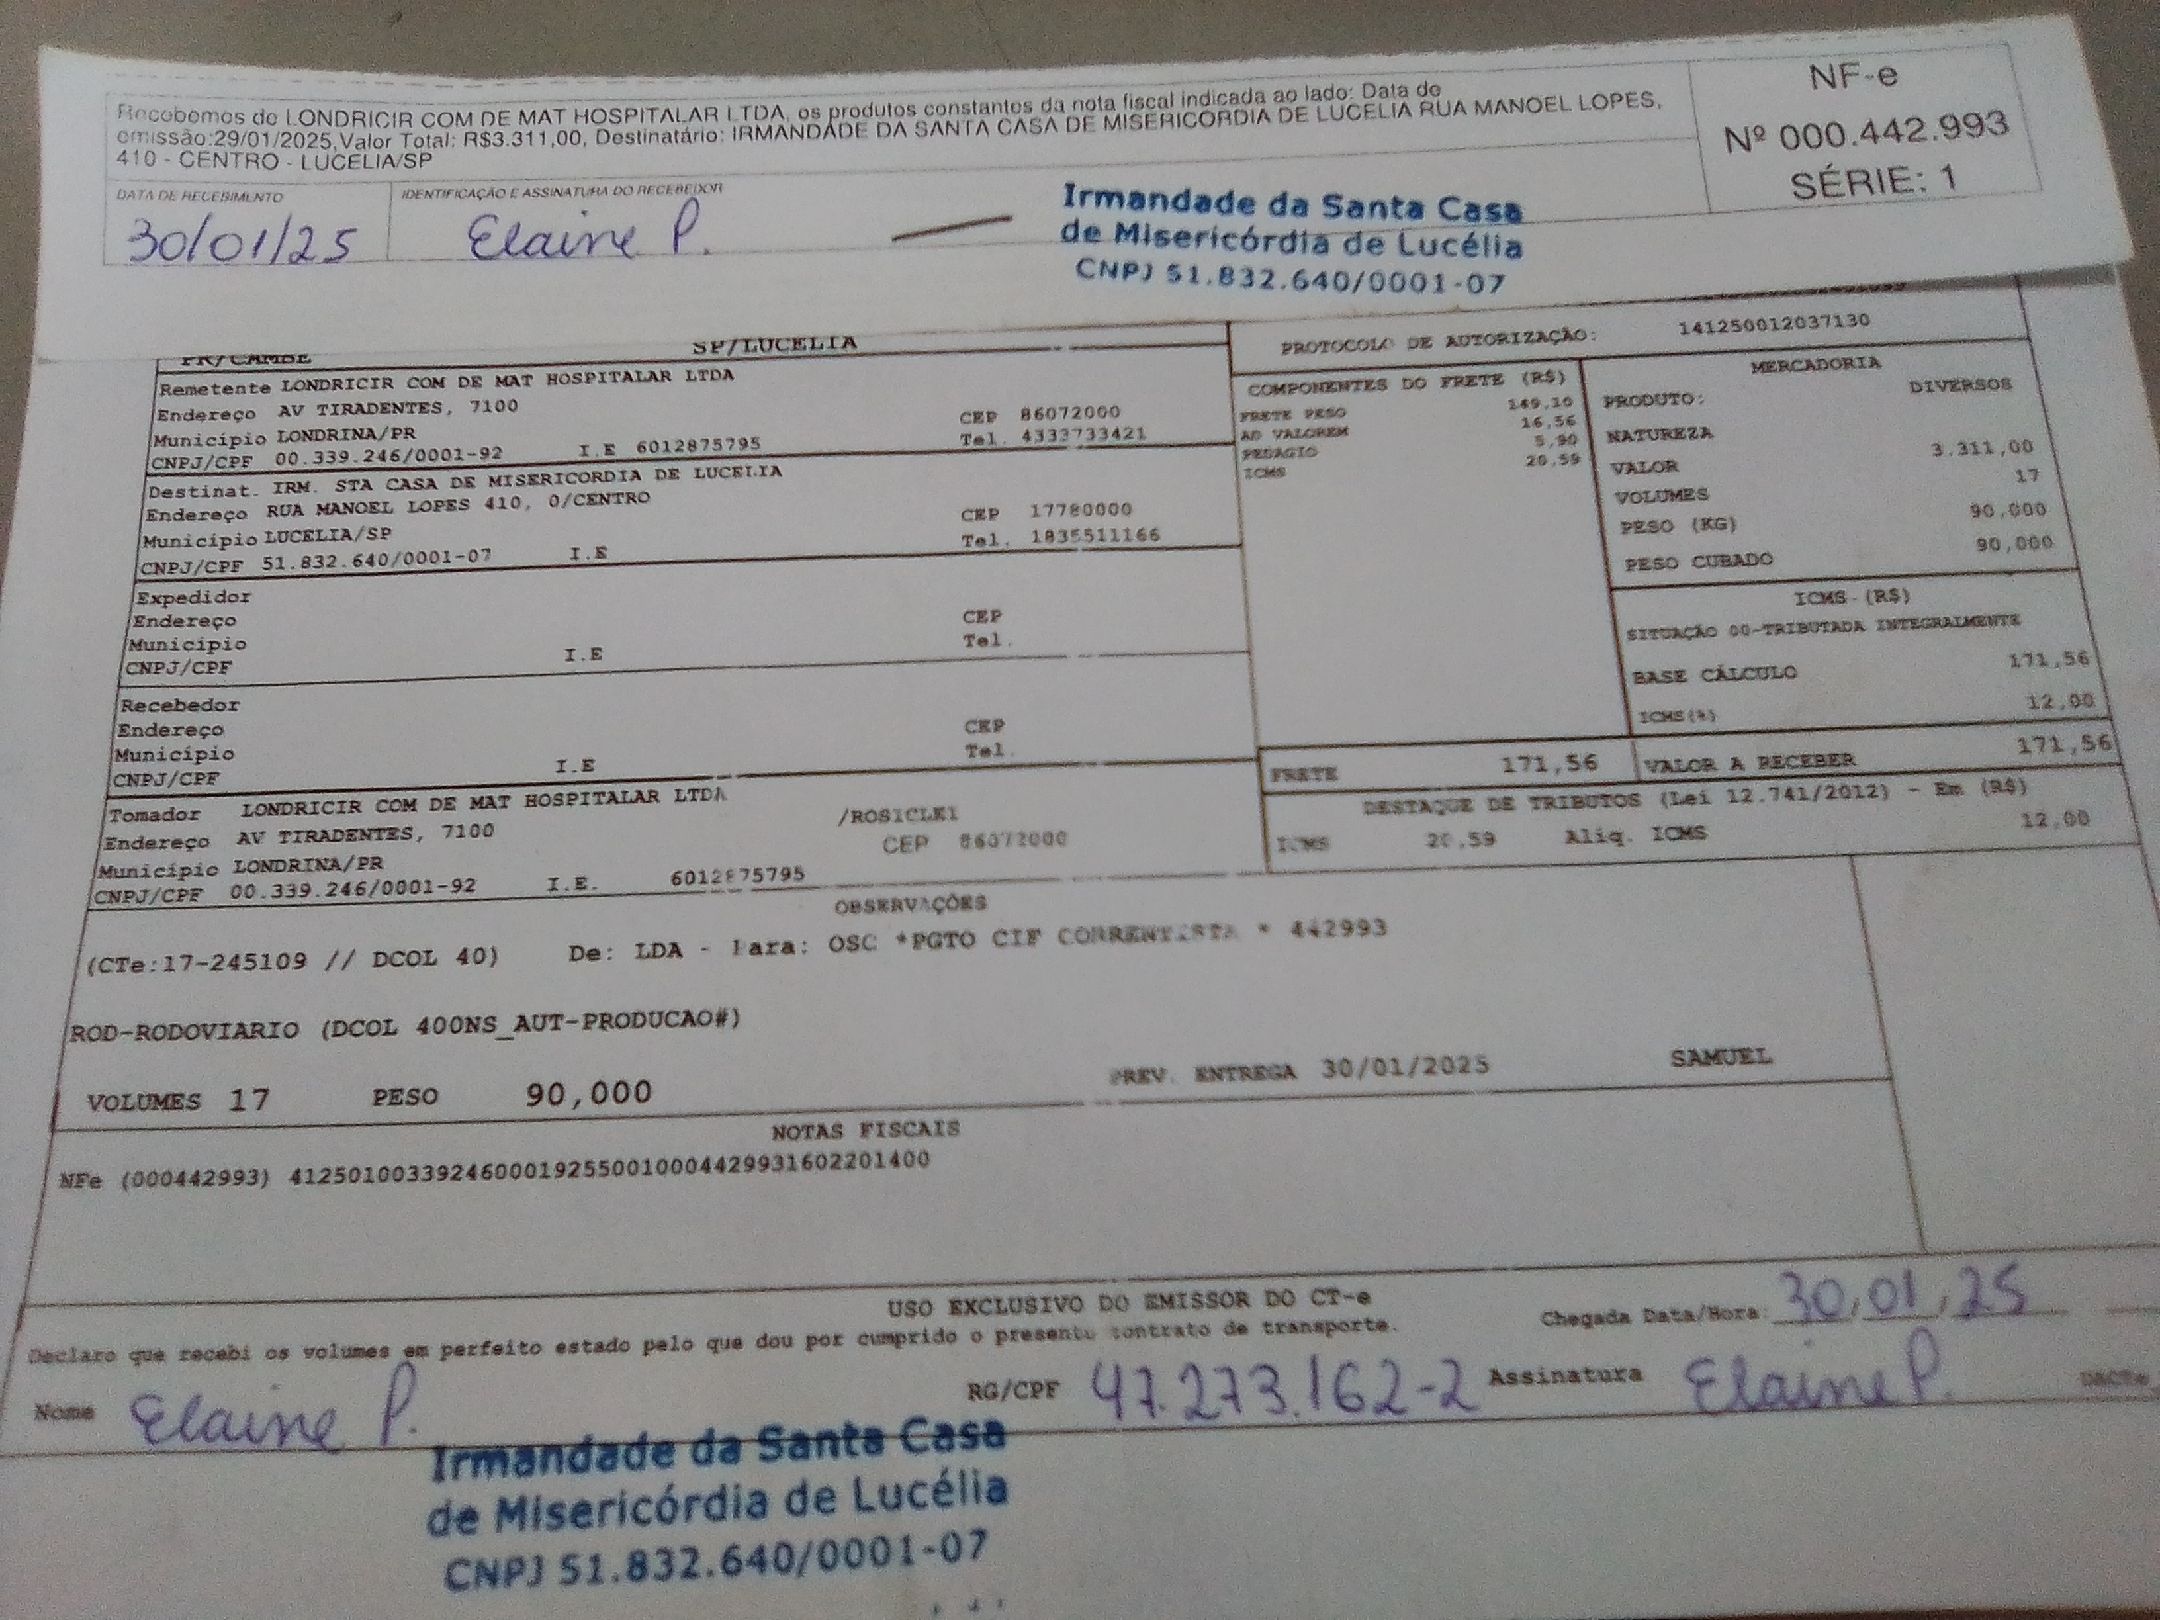 Recebemos de LONDRICIR COM DE MAT HOSPITALAR LTDA, os produtos constantes da nota fiscal indicada ao lado: Data de
emissão:29/01/2025,Valor Total: R$3.311,00, Destinatário: IRMANDADE DA SANTA CASA DE MISERICORDIA DE LUCELIA RUA MANOEL LOPES,
410 - CENTRO - LUCELIA/SP
NF-e
Nº 000.442.993
SÉRIE: 1
DATA DE RECEBIMENTO
30/01/25
IDENTIFICAÇÃO E ASSINATURA DO RECEBEDOR
Elaine P.
Irmandade da Santa Casa
de Misericórdia de Lucélia
CNPJ 51.832.640/0001-07
PR/CAMBE SP/LUCELIA
Remetente LONDRICIR COM DE MAT HOSPITALAR LTDA
Endereço AV TIRADENTES, 7100 CEP 86072000
Município LONDRINA/PR Tel. 4333733421
CNPJ/CPF 00.339.246/0001-92 I.E 6012875795
Destinat. IRM. STA CASA DE MISERICORDIA DE LUCELIA
Endereço RUA MANOEL LOPES 410, 0/CENTRO CEP 17780000
Município LUCELIA/SP Tel. 1835511166
CNPJ/CPF 51.832.640/0001-07 I.E
Expedidor
Endereço CEP
Município Tel.
CNPJ/CPF I.E
Recebedor
Endereço CEP
Município Tel.
CNPJ/CPF I.E
Tomador LONDRICIR COM DE MAT HOSPITALAR LTDA /ROSICLEI
Endereço AV TIRADENTES, 7100 CEP 86072000
Município LONDRINA/PR
CNPJ/CPF 00.339.246/0001-92 I.E. 6012875795
PROTOCOLO DE AUTORIZAÇÃO: 141250012037130
COMPONENTES DO FRETE (R$)
FRETE PESO 149,10
AD VALOREM 16,56
PEDAGIO 5,90
ICMS 20,59
MERCADORIA
PRODUTO: DIVERSOS
NATUREZA
VALOR 3.311,00
VOLUMES 17
PESO (KG) 90,000
PESO CUBADO 90,000
ICMS (R$)
SITUAÇÃO 00-TRIBUTADA INTEGRALMENTE
BASE CÁLCULO 171,56
ICMS(%) 12,00
FRETE 171,56 VALOR A RECEBER 171,56
DESTAQUE DE TRIBUTOS (Lei 12.741/2012) - Em (R$)
ICMS 20,59 Aliq. ICMS 12,00
OBSERVAÇÕES
(CTe:17-245109 // DCOL 40) De: LDA - Para: OSC *PGTO CIF CORRENTISTA * 442993
ROD-RODOVIARIO (DCOL 400NS_AUT-PRODUCAO#)
VOLUMES 17 PESO 90,000 PREV. ENTREGA 30/01/2025 SAMUEL
NOTAS FISCAIS
NFe (000442993) 41250100339246000192550010004429931602201400
USO EXCLUSIVO DO EMISSOR DO CT-e
Declaro que recebi os volumes em perfeito estado pelo que dou por cumprido o presente contrato de transporte. Chegada Data/Hora: 30,01,25
Nome Elaine P. RG/CPF 47.273.162-2 Assinatura Elaine P.
Irmandade da Santa Casa
de Misericórdia de Lucélia
CNPJ 51.832.640/0001-07